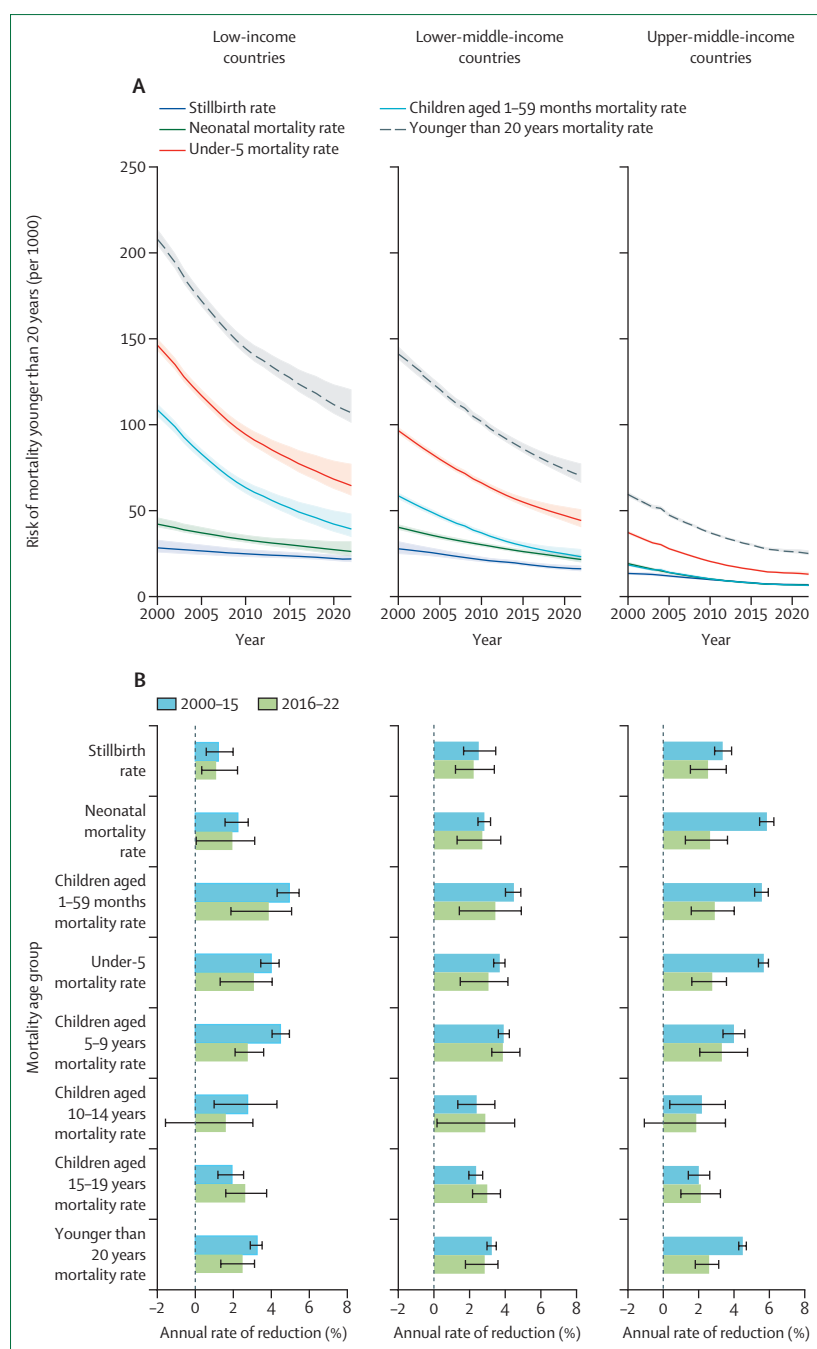 Low-income
countries
Lower-middle-income
countries
Upper-middle-income
countries
A
Stillbirth rate
Neonatal mortality rate
Under-5 mortality rate
Children aged 1–59 months mortality rate
Younger than 20 years mortality rate
Risk of mortality younger than 20 years (per 1000)
250
200
150
100
50
0
2000 2005 2010 2015 2020
Year
2000 2005 2010 2015 2020
Year
2000 2005 2010 2015 2020
Year
B
2000–15
2016–22
Mortality age group
Stillbirth
rate
Neonatal
mortality
rate
Children aged
1–59 months
mortality rate
Under-5
mortality rate
Children aged
5–9 years
mortality rate
Children aged
10–14 years
mortality rate
Children aged
15–19 years
mortality rate
Younger than
20 years
mortality rate
–2 0 2 4 6 8
Annual rate of reduction (%)
–2 0 2 4 6 8
Annual rate of reduction (%)
–2 0 2 4 6 8
Annual rate of reduction (%)